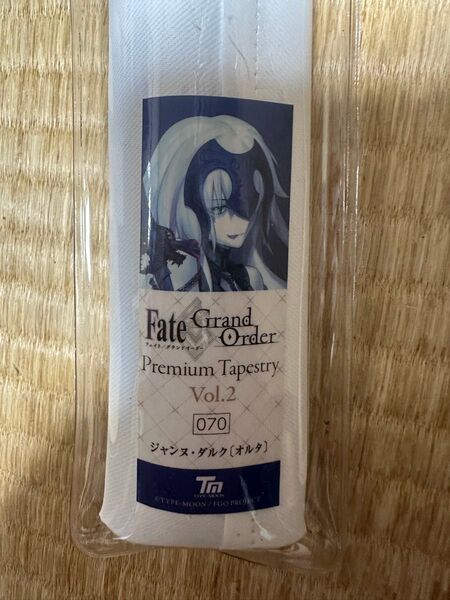 Fate Grand Order
フェイト/グランドオーダー
Premium Tapestry
Vol.2
070
ジャンヌ・ダルク〔オルタ〕
TM
TYPE-MOON
©TYPE-MOON / FGO PROJECT